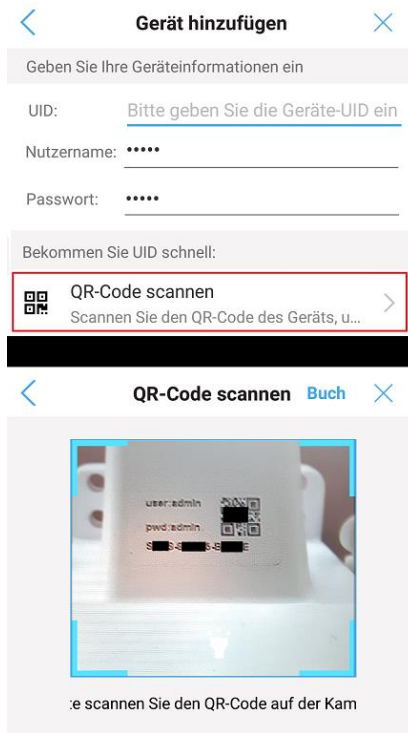 Gerät hinzufügen
Geben Sie Ihre Geräteinformationen ein
UID: Bitte geben Sie die Geräte-UID ein
Nutzername: •••••
Passwort: •••••
Bekommen Sie UID schnell:
QR-Code scannen
Scannen Sie den QR-Code des Geräts, u...
QR-Code scannen Buch
user:admin
pwd:admin
:e scannen Sie den QR-Code auf der Kam